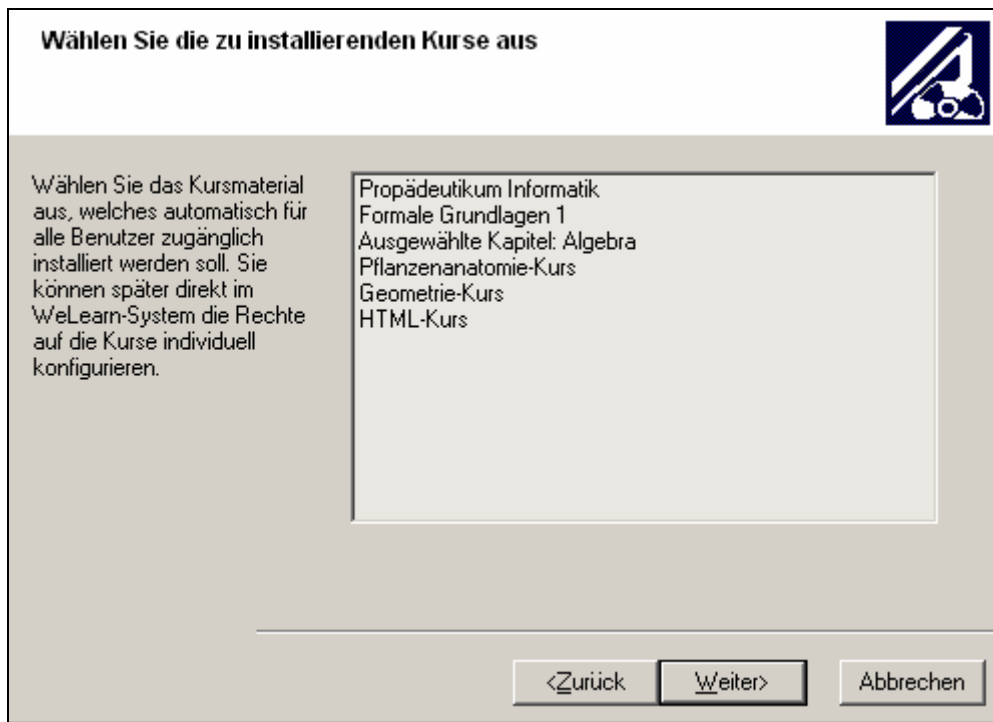 Wählen Sie die zu installierenden Kurse aus
Wählen Sie das Kursmaterial
aus, welches automatisch für
alle Benutzer zugänglich
installiert werden soll. Sie
können später direkt im
WeLearn-System die Rechte
auf die Kurse individuell
konfigurieren.
Propädeutikum Informatik
Formale Grundlagen 1
Ausgewählte Kapitel: Algebra
Pflanzenanatomie-Kurs
Geometrie-Kurs
HTML-Kurs
<Zurück
Weiter>
Abbrechen